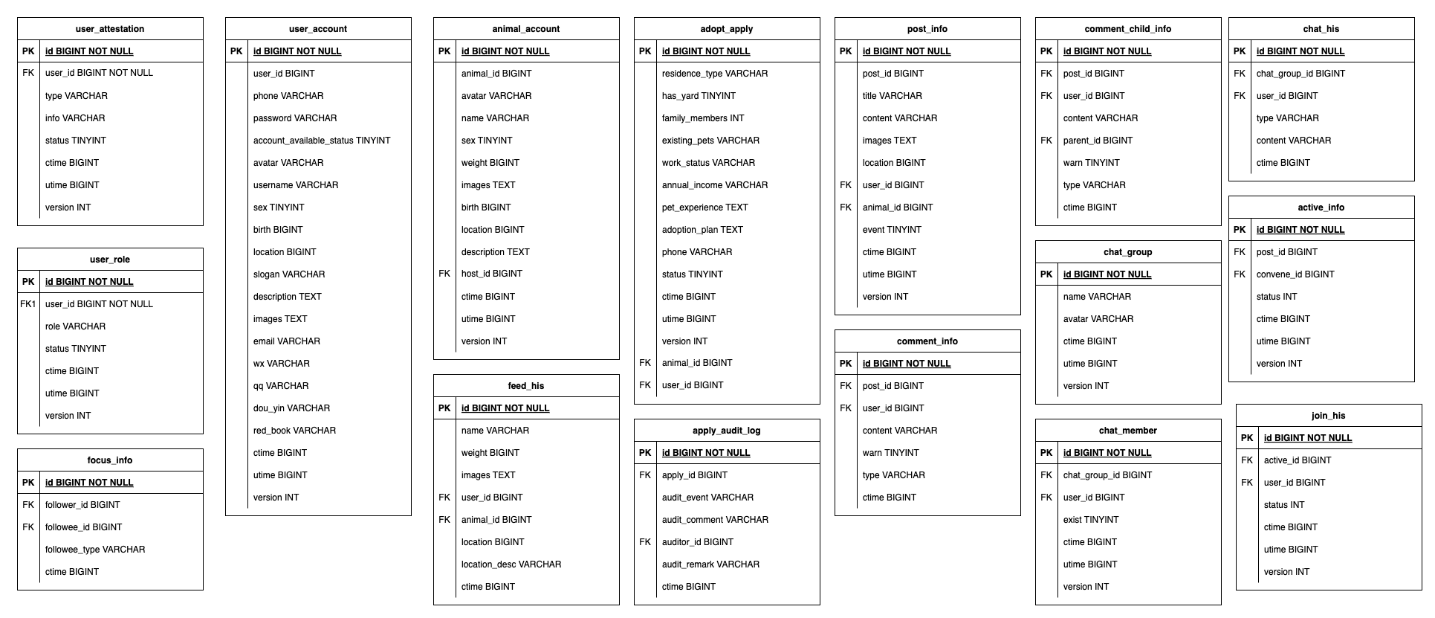 user_attestation
PK id BIGINT NOT NULL
FK user_id BIGINT NOT NULL
type VARCHAR
info VARCHAR
status TINYINT
ctime BIGINT
utime BIGINT
version INT
user_role
PK id BIGINT NOT NULL
FK1 user_id BIGINT NOT NULL
role VARCHAR
status TINYINT
ctime BIGINT
utime BIGINT
version INT
focus_info
PK id BIGINT NOT NULL
FK follower_id BIGINT
FK followee_id BIGINT
followee_type VARCHAR
ctime BIGINT
user_account
PK id BIGINT NOT NULL
user_id BIGINT
phone VARCHAR
password VARCHAR
account_available_status TINYINT
avatar VARCHAR
username VARCHAR
sex TINYINT
birth BIGINT
location BIGINT
slogan VARCHAR
description TEXT
images TEXT
email VARCHAR
wx VARCHAR
qq VARCHAR
dou_yin VARCHAR
red_book VARCHAR
ctime BIGINT
utime BIGINT
version INT
animal_account
PK id BIGINT NOT NULL
animal_id BIGINT
avatar VARCHAR
name VARCHAR
sex TINYINT
weight BIGINT
images TEXT
birth BIGINT
location BIGINT
description TEXT
FK host_id BIGINT
ctime BIGINT
utime BIGINT
version INT
feed_his
PK id BIGINT NOT NULL
name VARCHAR
weight BIGINT
images TEXT
FK user_id BIGINT
FK animal_id BIGINT
location BIGINT
location_desc VARCHAR
ctime BIGINT
adopt_apply
PK id BIGINT NOT NULL
residence_type VARCHAR
has_yard TINYINT
family_members INT
existing_pets VARCHAR
work_status VARCHAR
annual_income VARCHAR
pet_experience TEXT
adoption_plan TEXT
phone VARCHAR
status TINYINT
ctime BIGINT
utime BIGINT
version INT
FK animal_id BIGINT
FK user_id BIGINT
apply_audit_log
PK id BIGINT NOT NULL
FK apply_id BIGINT
audit_event VARCHAR
audit_comment VARCHAR
FK auditor_id BIGINT
audit_remark VARCHAR
ctime BIGINT
post_info
PK id BIGINT NOT NULL
post_id BIGINT
title VARCHAR
content VARCHAR
images TEXT
location BIGINT
FK user_id BIGINT
FK animal_id BIGINT
event TINYINT
ctime BIGINT
utime BIGINT
version INT
comment_info
PK id BIGINT NOT NULL
FK post_id BIGINT
FK user_id BIGINT
content VARCHAR
warn TINYINT
type VARCHAR
ctime BIGINT
comment_child_info
PK id BIGINT NOT NULL
FK post_id BIGINT
FK user_id BIGINT
content VARCHAR
FK parent_id BIGINT
warn TINYINT
type VARCHAR
ctime BIGINT
chat_group
PK id BIGINT NOT NULL
name VARCHAR
avatar VARCHAR
ctime BIGINT
utime BIGINT
version INT
chat_member
PK id BIGINT NOT NULL
FK chat_group_id BIGINT
FK user_id BIGINT
exist TINYINT
ctime BIGINT
utime BIGINT
version INT
chat_his
PK id BIGINT NOT NULL
FK chat_group_id BIGINT
FK user_id BIGINT
type VARCHAR
content VARCHAR
ctime BIGINT
active_info
PK id BIGINT NOT NULL
FK post_id BIGINT
FK convene_id BIGINT
status INT
ctime BIGINT
utime BIGINT
version INT
join_his
PK id BIGINT NOT NULL
FK active_id BIGINT
FK user_id BIGINT
status INT
ctime BIGINT
utime BIGINT
version INT